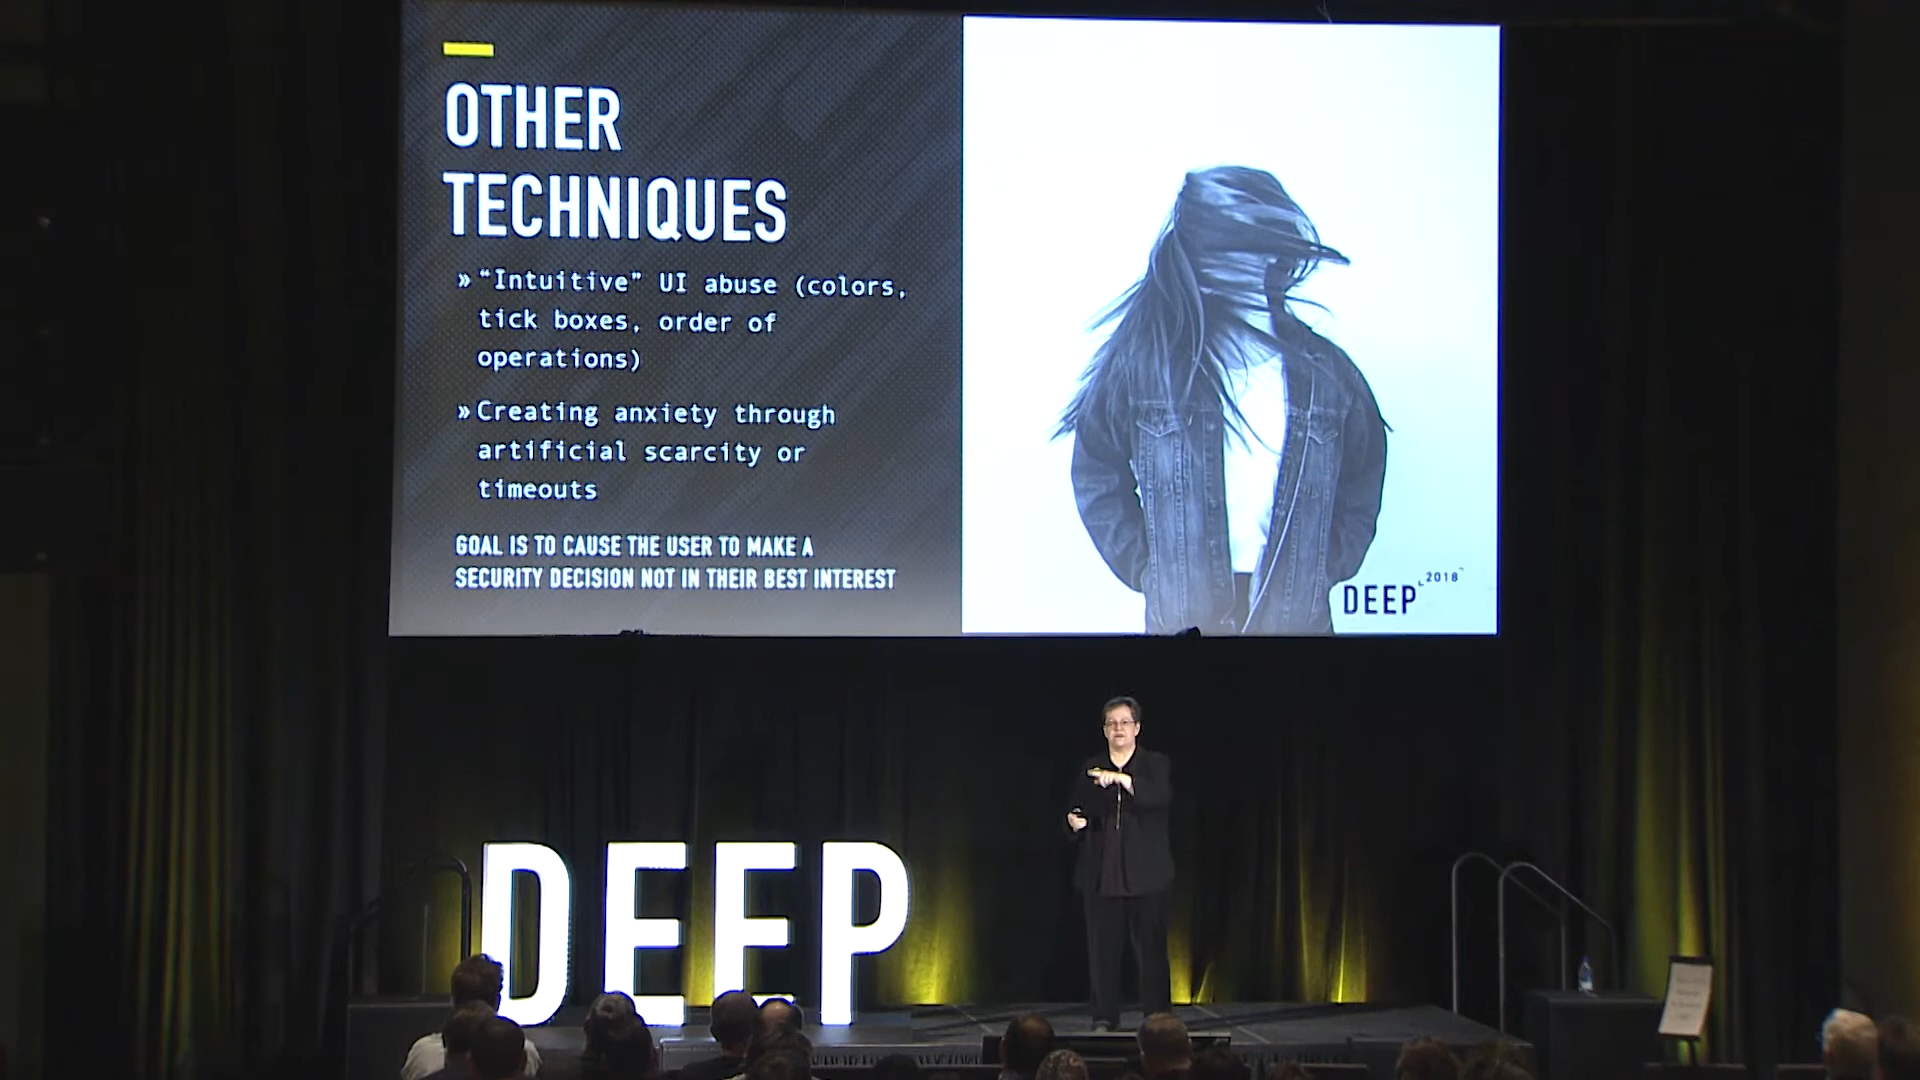 OTHER
TECHNIQUES
» “Intuitive” UI abuse (colors,
tick boxes, order of
operations)
» Creating anxiety through
artificial scarcity or
timeouts
GOAL IS TO CAUSE THE USER TO MAKE A
SECURITY DECISION NOT IN THEIR BEST INTEREST
DEEP 2018
DEEP